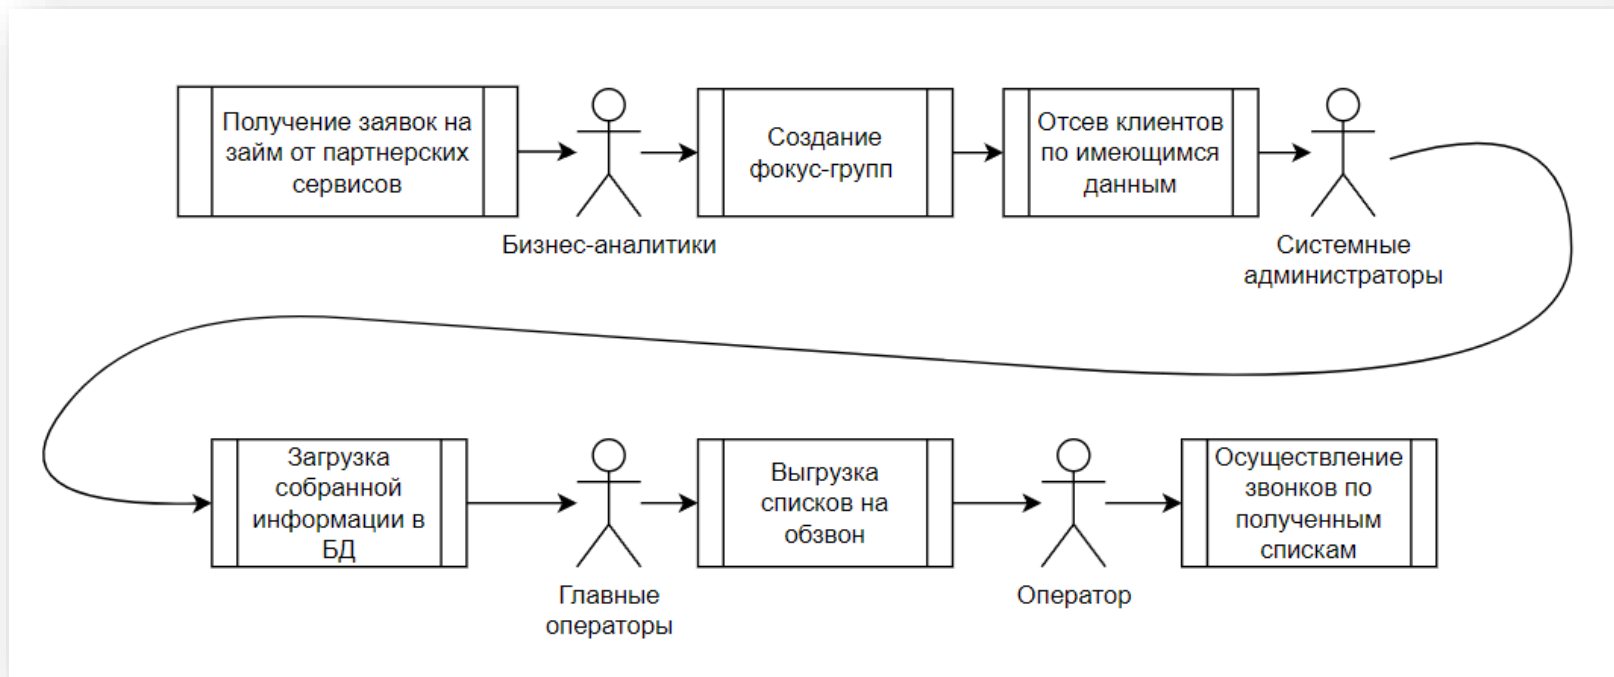 Получение заявок на
займ от партнерских
сервисов
Бизнес-аналитики
Создание
фокус-групп
Отсев клиентов
по имеющимся
данным
Системные
администраторы
Загрузка
собранной
информации в
БД
Главные
операторы
Выгрузка
списков на
обзвон
Оператор
Осуществление
звонков по
полученным
спискам